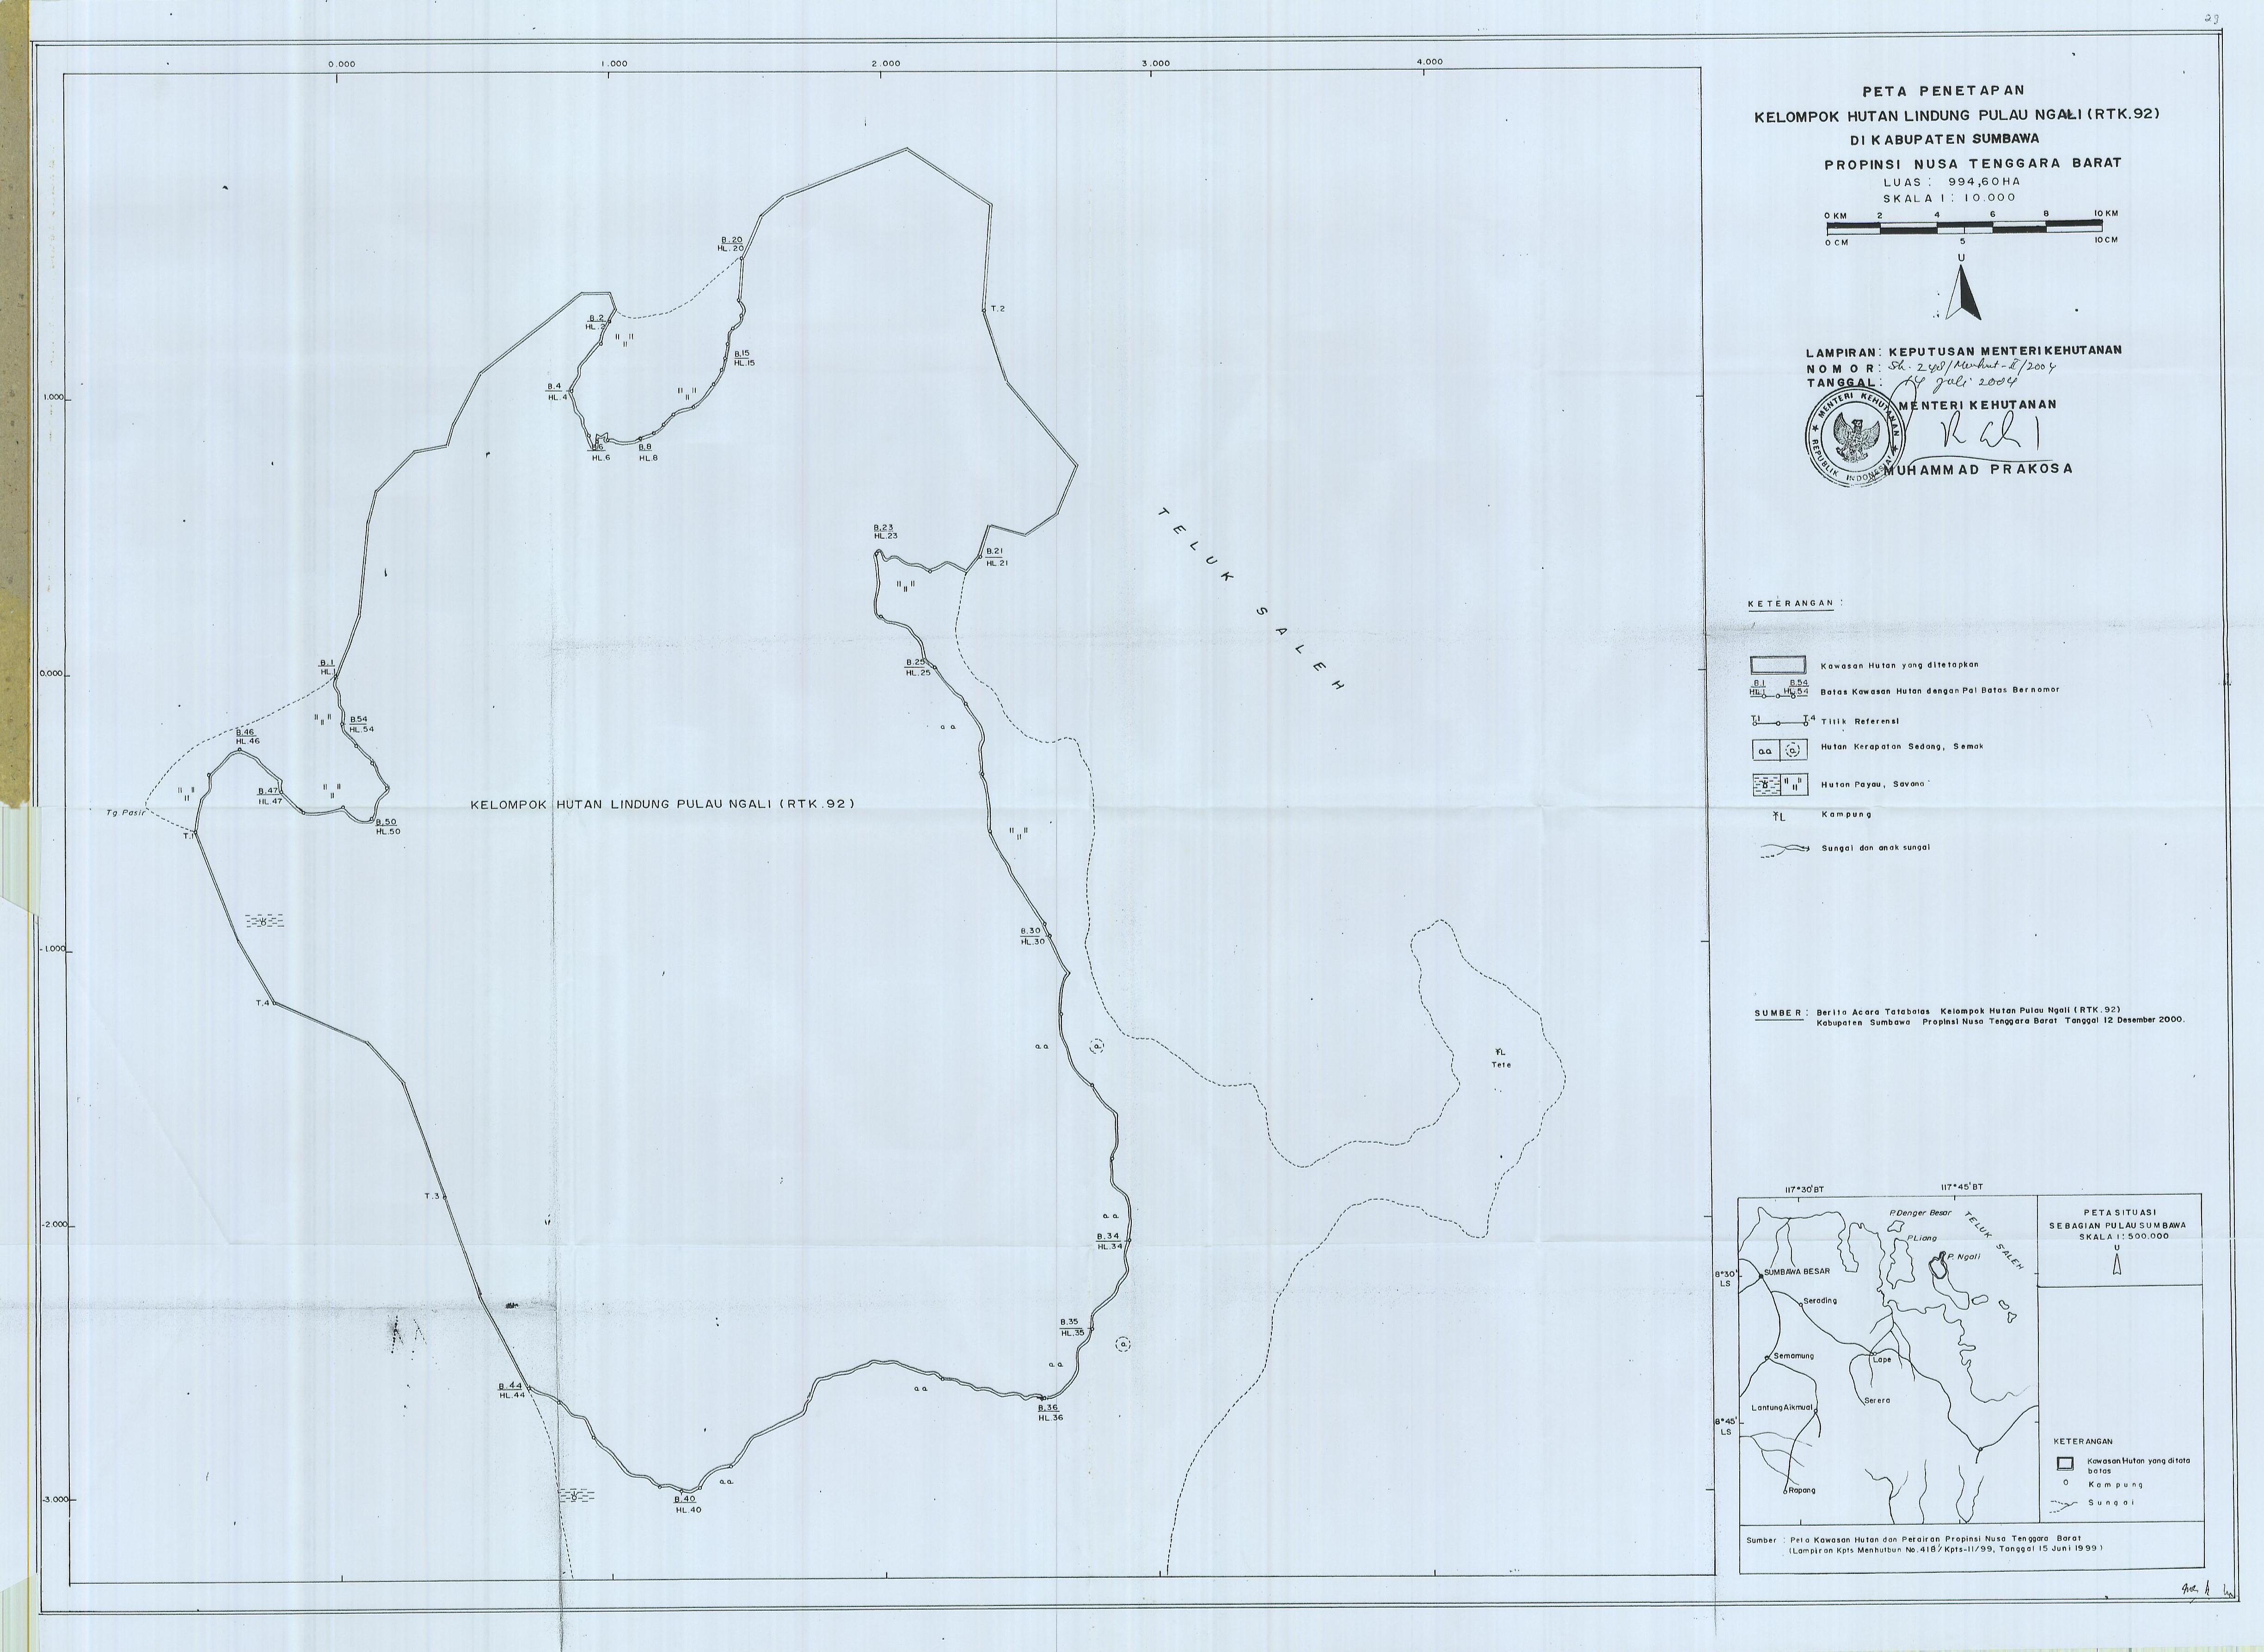 23
0.000
1.000
2.000
3.000
4.000
1.000
0.000
-1.000
-2.000
-3.000
B.20
HL.20
B.2
HL.2
T.2
B.15
HL.15
B.4
HL.4
B.6
HL.6
B.8
HL.8
B.23
HL.23
B.21
HL.21
TELUK SALEH
B.1
HL.1
B.25
HL.25
B.54
HL.54
B.46
HL.46
B.47
HL.47
B.50
HL.50
Tg Pasir
T.1
KELOMPOK HUTAN LINDUNG PULAU NGALI (RTK.92)
B.30
HL.30
T.4
Tete
T.3
B.34
HL.34
B.35
HL.35
B.44
HL.44
B.36
HL.36
B.40
HL.40
PETA PENETAPAN
KELOMPOK HUTAN LINDUNG PULAU NGALI (RTK.92)
DI KABUPATEN SUMBAWA
PROPINSI NUSA TENGGARA BARAT
LUAS : 994,60HA
SKALA 1 : 10.000
0 KM 2 4 6 8 10 KM
0 CM 5 10 CM
U
LAMPIRAN : KEPUTUSAN MENTERI KEHUTANAN
NOMOR : Sk. 248/Menhut-II/2004
TANGGAL : 14 Juli 2004
MENTERI KEHUTANAN
MENTERI KEHUTANAN
REPUBLIK INDONESIA
MUHAMMAD PRAKOSA
KETERANGAN :
Kawasan Hutan yang ditetapkan
B.1 B.54
HL.1 HL.54
Batas Kawasan Hutan dengan Pal Batas Bernomor
T.1 T.4 Titik Referensi
aa a Hutan Kerapatan Sedang, Semak
Hutan Payau, Savana
Kampung
Sungai dan anak sungai
SUMBER : Berita Acara Tatabatas Kelompok Hutan Pulau Ngali (RTK.92)
Kabupaten Sumbawa Propinsi Nusa Tenggara Barat Tanggal 12 Desember 2000.
117°30' BT 117°45' BT
P.Denger Besar
TELUK SALEH
P.Liang
P. Ngali
8°30'
LS
SUMBAWA BESAR
Serading
Semamung
Lape
Serera
Lantung Aikmual
8°45'
LS
Ropang
PETA SITUASI
SEBAGIAN PULAU SUMBAWA
SKALA 1 : 500.000
U
KETERANGAN
Kawasan Hutan yang ditata
batas
Kampung
Sungai
Sumber : Peta Kawasan Hutan dan Perairan Propinsi Nusa Tenggara Barat
(Lampiran Kpts Menhutbun No.418/Kpts-II/99, Tanggal 15 Juni 1999)